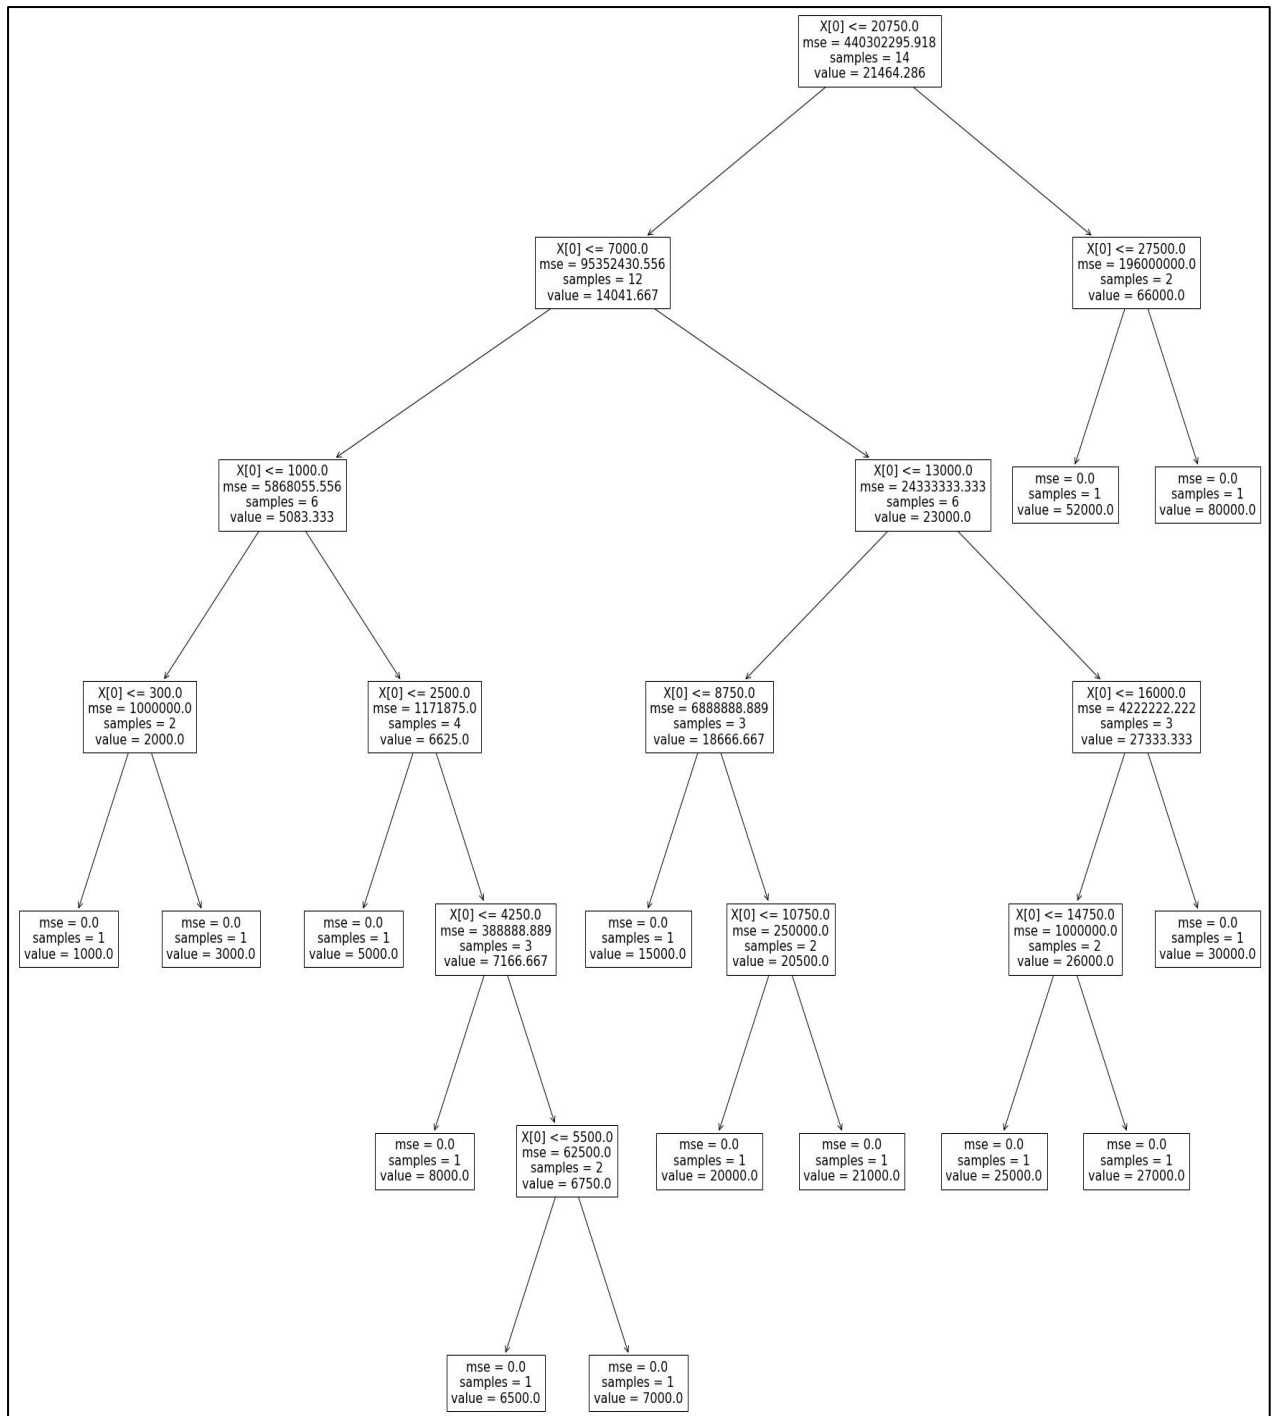 X[0] <= 20750.0
mse = 440302295.918
samples = 14
value = 21464.286
X[0] <= 7000.0
mse = 95352430.556
samples = 12
value = 14041.667
X[0] <= 27500.0
mse = 196000000.0
samples = 2
value = 66000.0
X[0] <= 1000.0
mse = 5868055.556
samples = 6
value = 5083.333
X[0] <= 13000.0
mse = 24333333.333
samples = 6
value = 23000.0
mse = 0.0
samples = 1
value = 52000.0
mse = 0.0
samples = 1
value = 80000.0
X[0] <= 300.0
mse = 1000000.0
samples = 2
value = 2000.0
X[0] <= 2500.0
mse = 1171875.0
samples = 4
value = 6625.0
X[0] <= 8750.0
mse = 6888888.889
samples = 3
value = 18666.667
X[0] <= 16000.0
mse = 4222222.222
samples = 3
value = 27333.333
mse = 0.0
samples = 1
value = 1000.0
mse = 0.0
samples = 1
value = 3000.0
mse = 0.0
samples = 1
value = 5000.0
X[0] <= 4250.0
mse = 388888.889
samples = 3
value = 7166.667
mse = 0.0
samples = 1
value = 15000.0
X[0] <= 10750.0
mse = 250000.0
samples = 2
value = 20500.0
X[0] <= 14750.0
mse = 1000000.0
samples = 2
value = 26000.0
mse = 0.0
samples = 1
value = 30000.0
mse = 0.0
samples = 1
value = 8000.0
X[0] <= 5500.0
mse = 62500.0
samples = 2
value = 6750.0
mse = 0.0
samples = 1
value = 20000.0
mse = 0.0
samples = 1
value = 21000.0
mse = 0.0
samples = 1
value = 25000.0
mse = 0.0
samples = 1
value = 27000.0
mse = 0.0
samples = 1
value = 6500.0
mse = 0.0
samples = 1
value = 7000.0